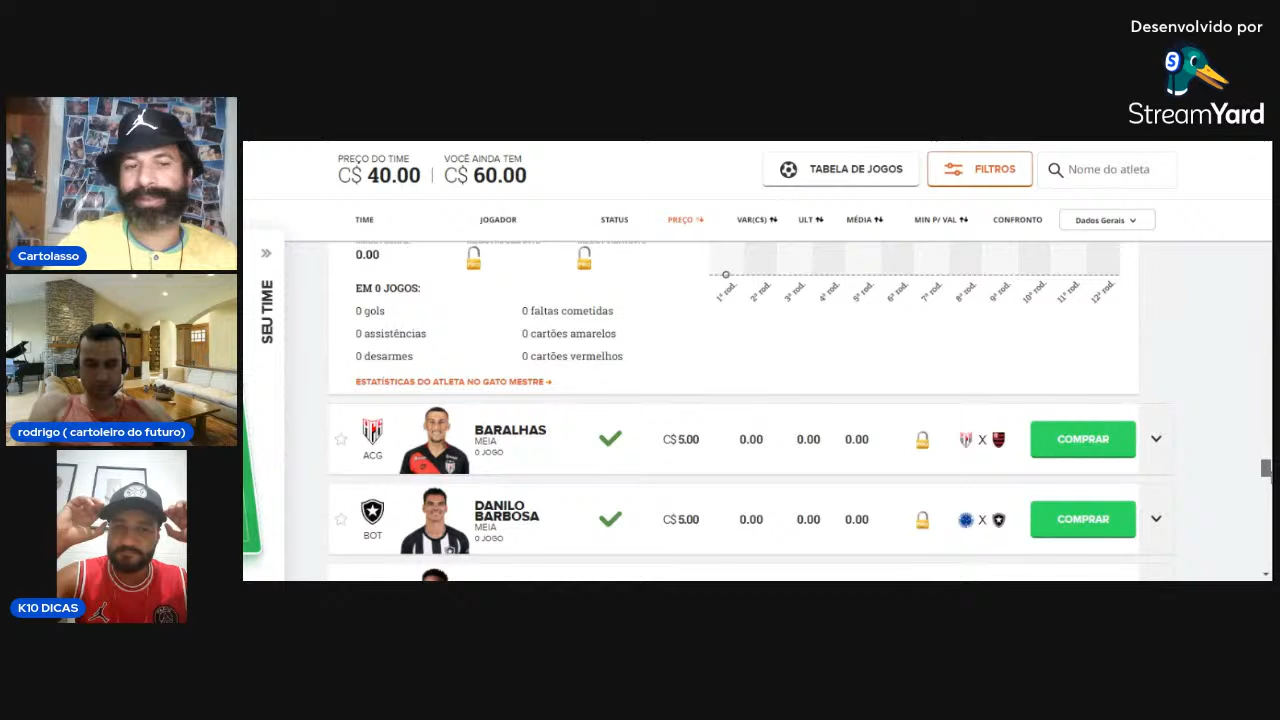 Desenvolvido por
StreamYard
Cartolasso
rodrigo ( cartoleiro do futuro)
K10 DICAS
PREÇO DO TIME
C$ 40.00
VOCÊ AINDA TEM
C$ 60.00
TABELA DE JOGOS
FILTROS
Nome do atleta
TIME JOGADOR STATUS PREÇO VAR(C$) ULT MÉDIA MIN P/ VAL CONFRONTO Dados Gerais
SEU TIME
0.00
EM 0 JOGOS:
0 gols 0 faltas cometidas
0 assistências 0 cartões amarelos
0 desarmes 0 cartões vermelhos
ESTATÍSTICAS DO ATLETA NO GATO MESTRE
1ª rod. 2ª rod. 3ª rod. 4ª rod. 5ª rod. 6ª rod. 7ª rod. 8ª rod. 9ª rod. 10ª rod. 11ª rod. 12ª rod.
ACG
BARALHAS
MEIA
0 JOGO
C$ 5.00 0.00 0.00 0.00 X COMPRAR
BOT
DANILO
BARBOSA
MEIA
0 JOGO
C$ 5.00 0.00 0.00 0.00 X COMPRAR